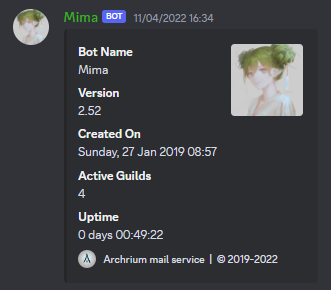 Mima BOT 11/04/2022 16:34
Bot Name
Mima
Version
2.52
Created On
Sunday, 27 Jan 2019 08:57
Active Guilds
4
Uptime
0 days 00:49:22
Archrium mail service | © 2019-2022